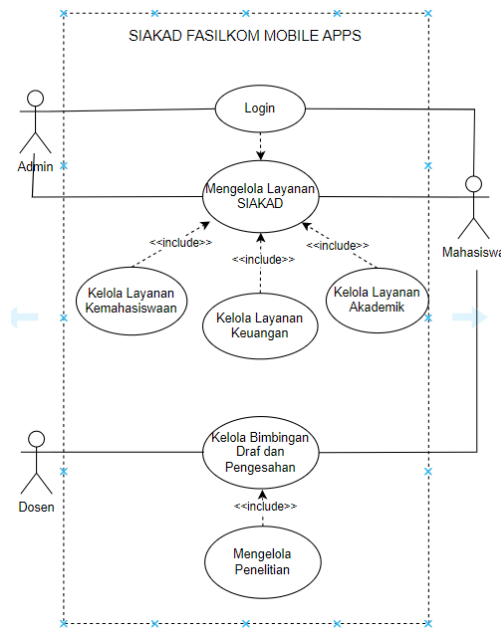 SIAKAD FASILKOM MOBILE APPS
Login
Admin
Mengelola Layanan
SIAKAD
Mahasiswa
<<include>>
<<include>>
<<include>>
Kelola Layanan
Kemahasiswaan
Kelola Layanan
Keuangan
Kelola Layanan
Akademik
Kelola Bimbingan
Draf dan
Pengesahan
Dosen
<<include>>
Mengelola
Penelitian